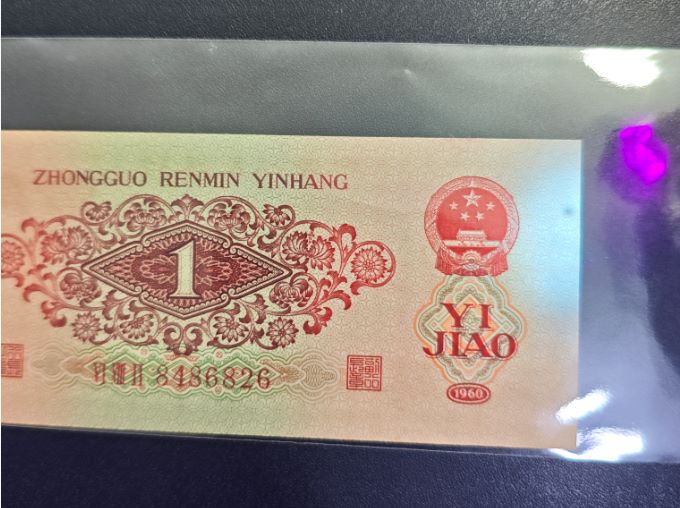 ZHONGGUO RENMIN YINHANG
1
YI
JIAO
8486826
1960